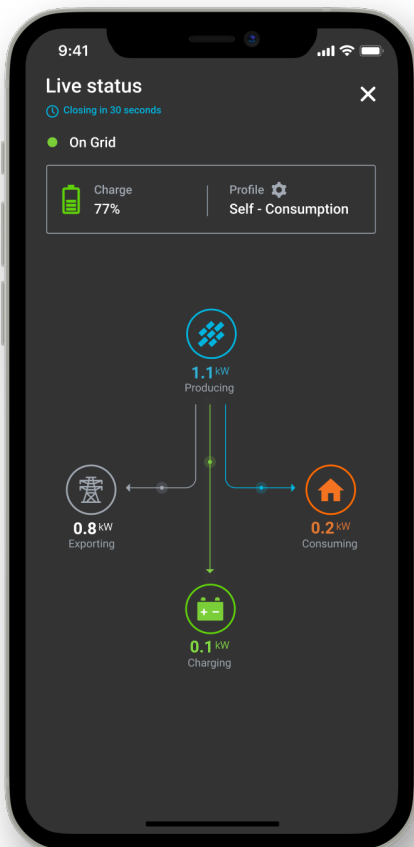 9:41
Live status
Closing in 30 seconds
On Grid
Charge
77%
Profile
Self - Consumption
1.1 kW
Producing
0.8 kW
Exporting
0.2 kW
Consuming
0.1 kW
Charging